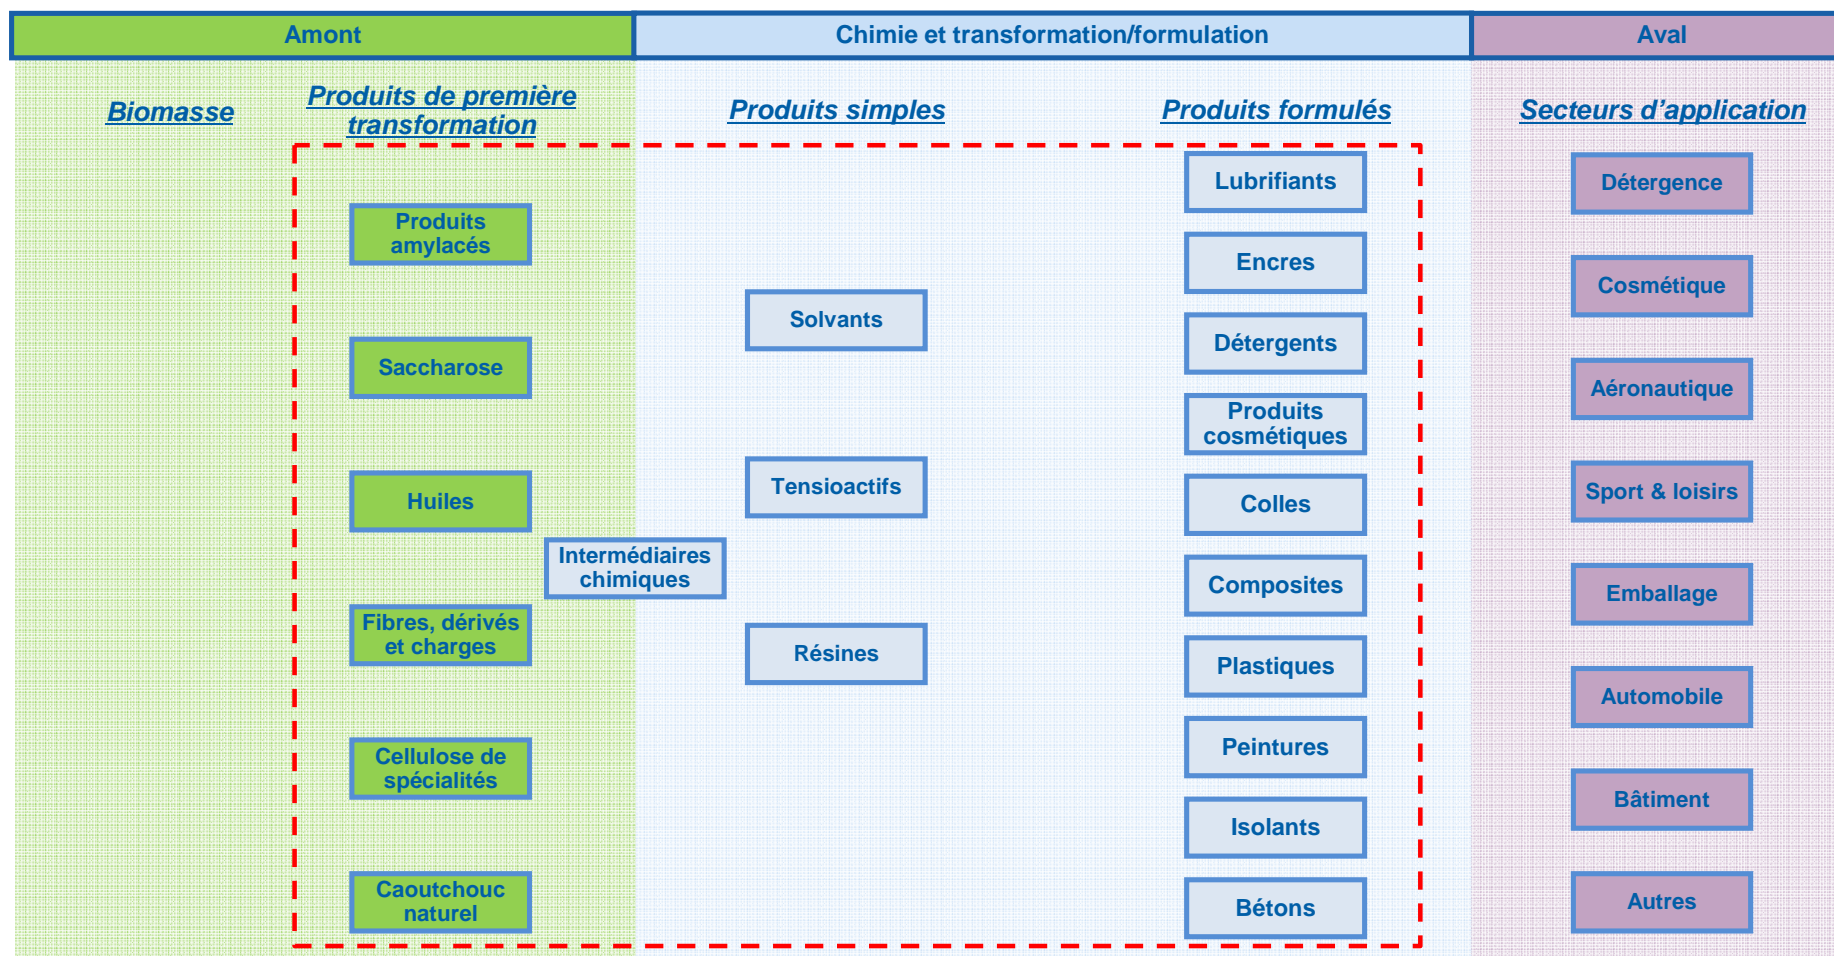 Amont
Chimie et transformation/formulation
Aval
Biomasse
Produits de première
transformation
Produits simples
Produits formulés
Secteurs d'application
Produits
amylacés
Saccharose
Huiles
Fibres, dérivés
et charges
Cellulose de
spécialités
Caoutchouc
naturel
Intermédiaires
chimiques
Solvants
Tensioactifs
Résines
Lubrifiants
Encres
Détergents
Produits
cosmétiques
Colles
Composites
Plastiques
Peintures
Isolants
Bétons
Détergence
Cosmétique
Aéronautique
Sport & loisirs
Emballage
Automobile
Bâtiment
Autres